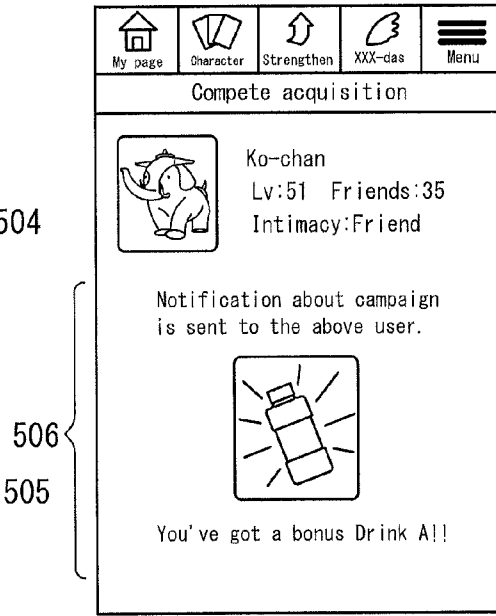 My page Character Strengthen XXX-das Menu
Compete acquisition
Ko-chan
Lv:51 Friends:35
Intimacy:Friend
504
Notification about campaign
is sent to the above user.
506
505
You've got a bonus Drink A!!